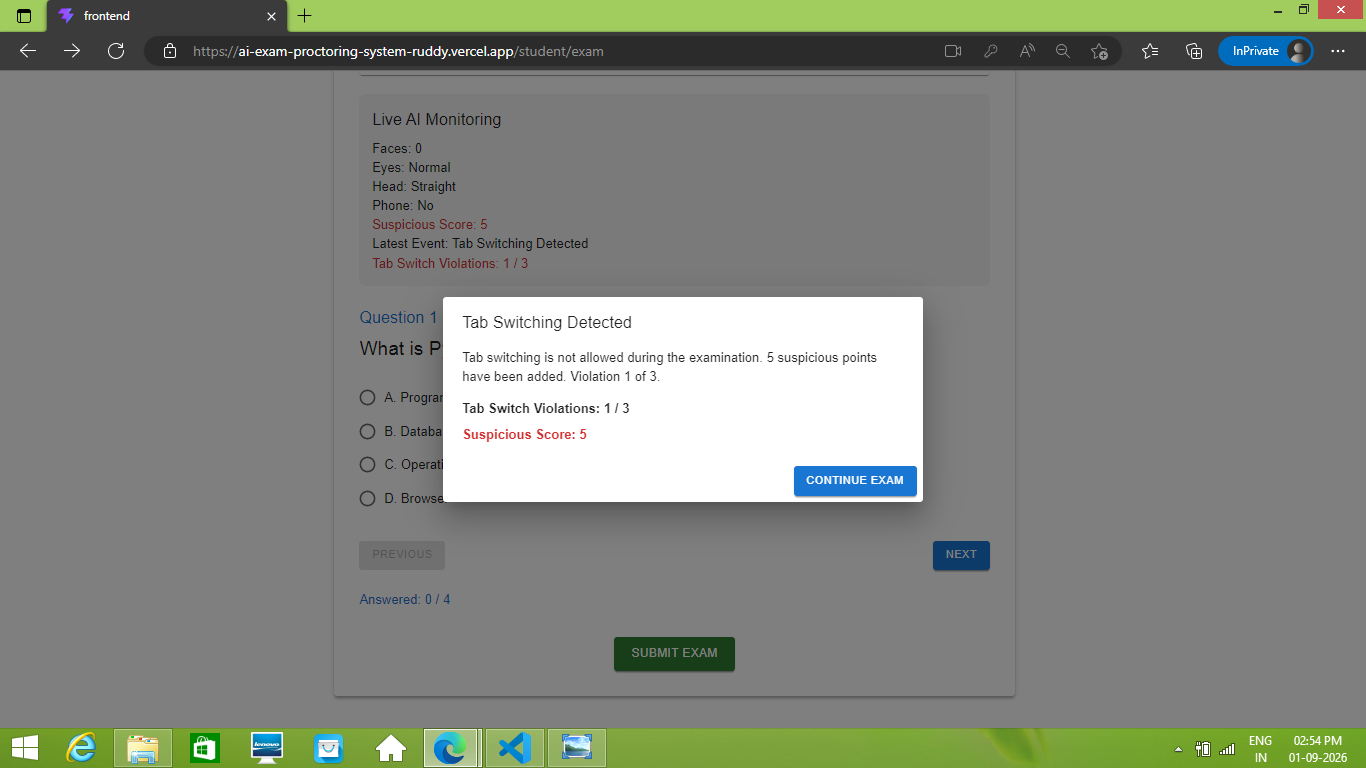 frontend
https://ai-exam-proctoring-system-ruddy.vercel.app/student/exam
InPrivate
Live AI Monitoring
Faces: 0
Eyes: Normal
Head: Straight
Phone: No
Suspicious Score: 5
Latest Event: Tab Switching Detected
Tab Switch Violations: 1 / 3
Question 1
What is P
A. Progra
B. Databa
C. Operati
D. Browse
Tab Switching Detected
Tab switching is not allowed during the examination. 5 suspicious points
have been added. Violation 1 of 3.
Tab Switch Violations: 1 / 3
Suspicious Score: 5
CONTINUE EXAM
PREVIOUS
NEXT
Answered: 0 / 4
SUBMIT EXAM
lenovo
ENG
IN
02:54 PM
01-09-2026